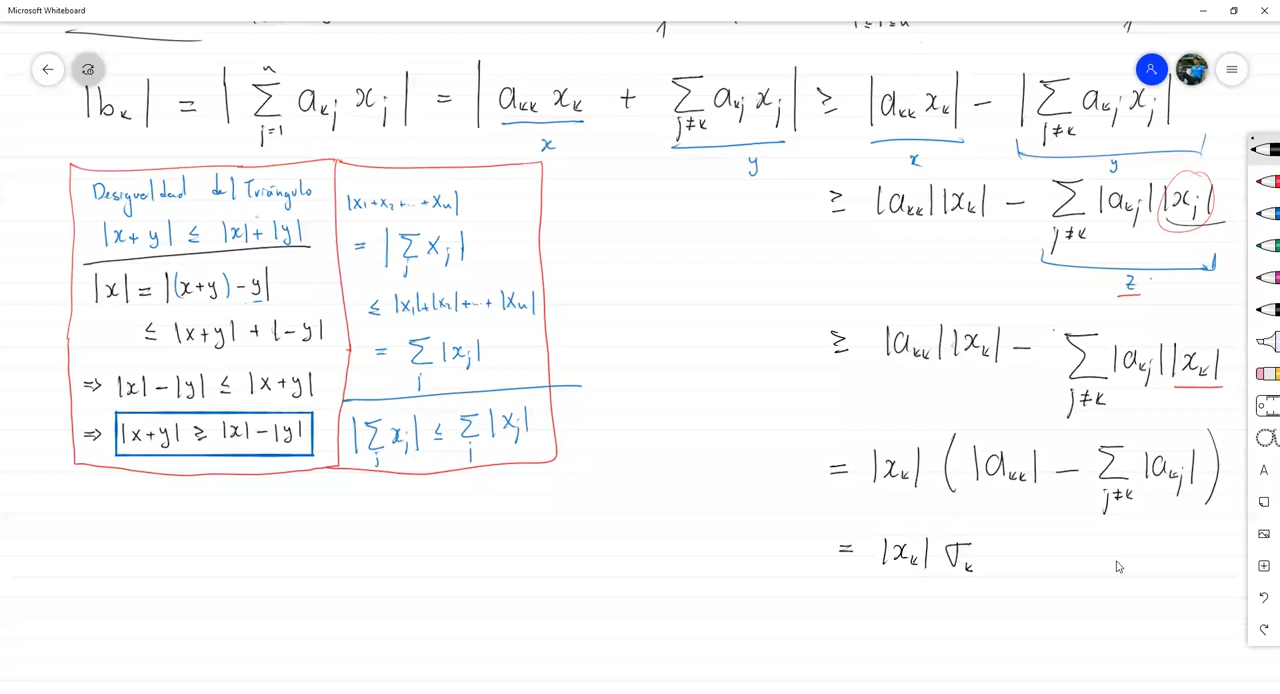 Microsoft Whiteboard
|b_k| = |∑_{j=1}^{n} a_{kj} x_j| = |a_{kk} x_k + ∑_{j≠k} a_{kj} x_j| ≥ |a_{kk} x_k| - |∑_{j≠k} a_{kj} x_j|
x y x y
≥ |a_{kk}||x_k| - ∑_{j≠k} |a_{kj}||x_j|
z
≥ |a_{kk}||x_k| - ∑_{j≠k} |a_{kj}||x_k|
= |x_k| (|a_{kk}| - ∑_{j≠k} |a_{kj}|)
= |x_k| σ_k
Desigualdad del Triángulo
|x+y| ≤ |x|+|y|
|x| = |(x+y)-y|
≤ |x+y| + |-y|
⇒ |x|-|y| ≤ |x+y|
⇒ |x+y| ≥ |x|-|y|
|x_1+x_2+...+x_n|
= |∑_j x_j|
≤ |x_1|+|x_2|+...+|x_n|
= ∑_j |x_j|
|∑_j x_j| ≤ ∑_j |x_j|
A